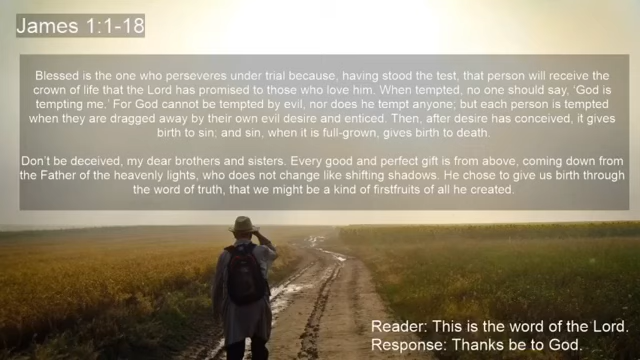 James 1:1-18
Blessed is the one who perseveres under trial because, having stood the test, that person will receive the
crown of life that the Lord has promised to those who love him. When tempted, no one should say, ‘God is
tempting me.’ For God cannot be tempted by evil, nor does he tempt anyone; but each person is tempted
when they are dragged away by their own evil desire and enticed. Then, after desire has conceived, it gives
birth to sin; and sin, when it is full-grown, gives birth to death.
Don’t be deceived, my dear brothers and sisters. Every good and perfect gift is from above, coming down from
the Father of the heavenly lights, who does not change like shifting shadows. He chose to give us birth through
the word of truth, that we might be a kind of firstfruits of all he created.
Reader: This is the word of the Lord.
Response: Thanks be to God.